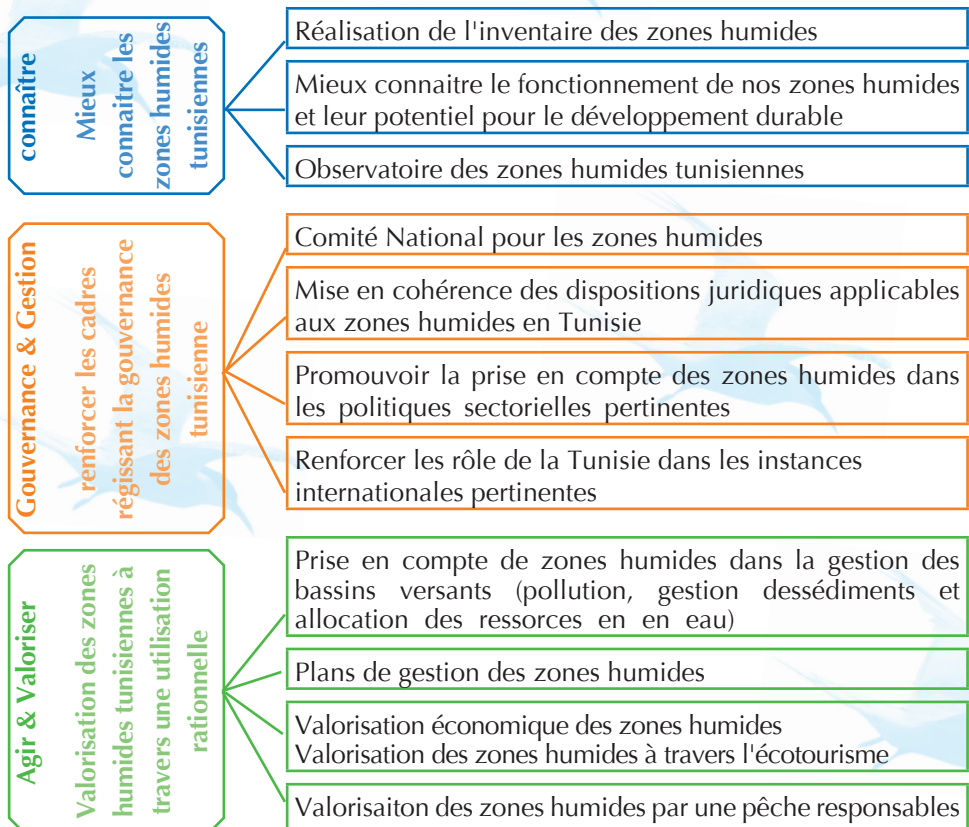 connaître
Mieux
connaitre les
zones humides
tunisiennes
Réalisation de l'inventaire des zones humides
Mieux connaitre le fonctionnement de nos zones humides
et leur potentiel pour le développement durable
Observatoire des zones humides tunisiennes
Gouvernance & Gestion
renforcer les cadres
régissant la gouvernance
des zones humides
tunisienne
Comité National pour les zones humides
Mise en cohérence des dispositions juridiques applicables
aux zones humides en Tunisie
Promouvoir la prise en compte des zones humides dans
les politiques sectorielles pertinentes
Renforcer les rôle de la Tunisie dans les instances
internationales pertinentes
Agir & Valoriser
Valorisation des zones
humides tunisiennes à
travers une utilisation
rationnelle
Prise en compte de zones humides dans la gestion des
bassins versants (pollution, gestion dessédiments et
allocation des ressorces en en eau)
Plans de gestion des zones humides
Valorisation économique des zones humides
Valorisation des zones humides à travers l'écotourisme
Valorisaiton des zones humides par une pêche responsables